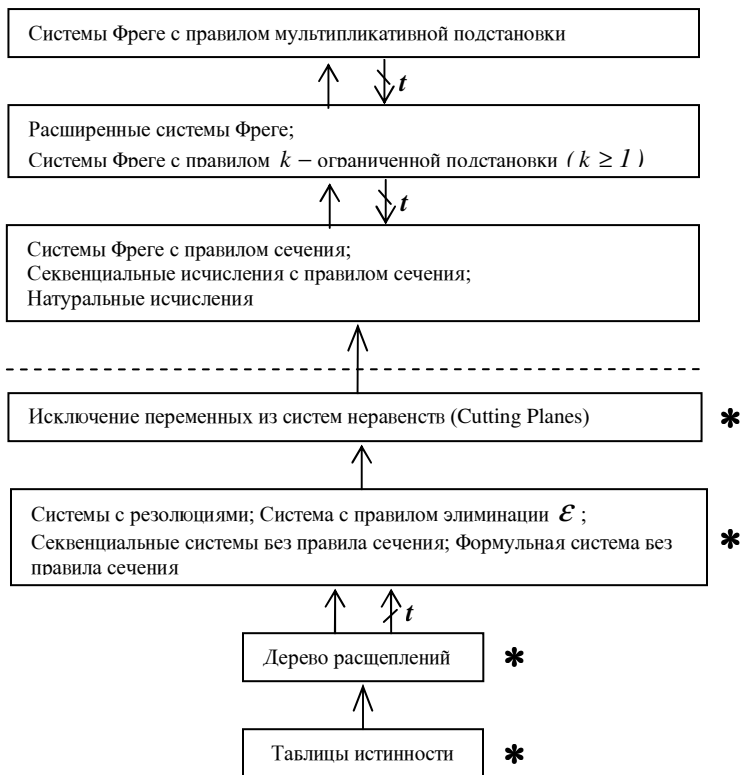 Системы Фреге с правилом мультипликативной подстановки
t
Расширенные системы Фреге;
Системы Фреге с правилом k – ограниченной подстановки ( k ≥ 1 )
t
Системы Фреге с правилом сечения;
Секвенциальные исчисления с правилом сечения;
Натуральные исчисления
Исключение переменных из систем неравенств (Cutting Planes) *
Системы с резолюциями; Система с правилом элиминации ε ;
Секвенциальные системы без правила сечения; Формульная система без *
правила сечения
t
Дерево расщеплений *
Таблицы истинности *